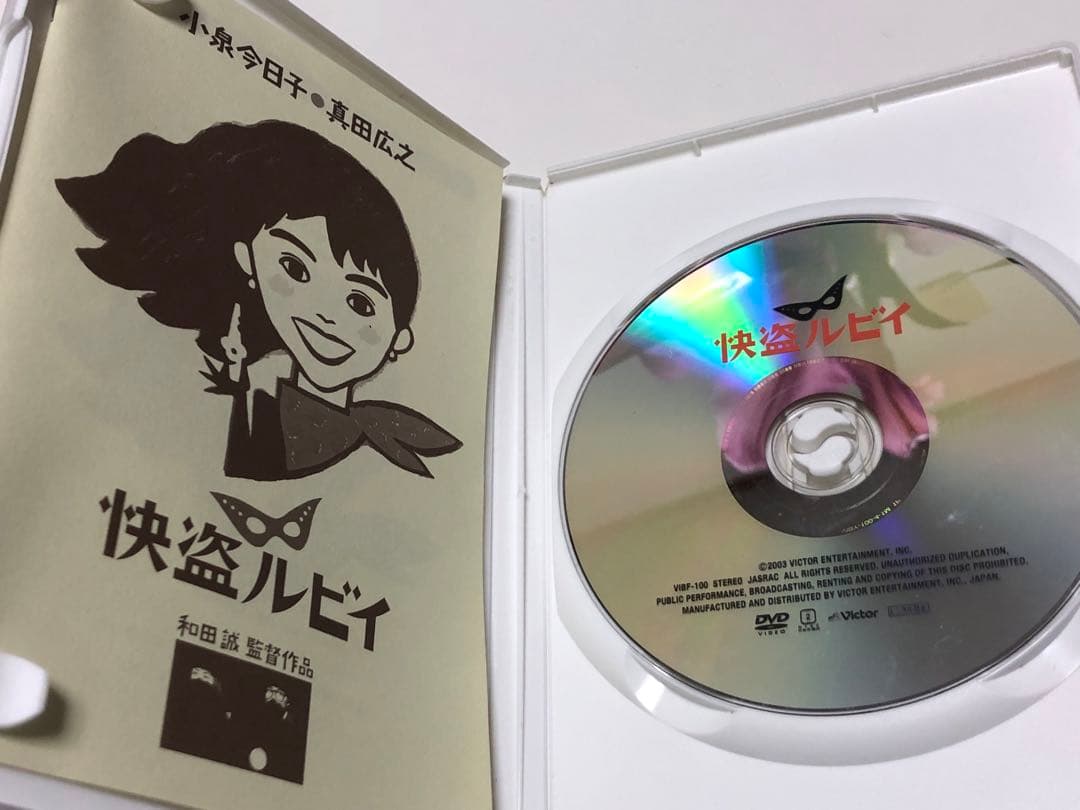 小泉今日子●真田広之
快盗ルビイ
和田誠監督作品
快盗ルビイ
©2003 VICTOR ENTERTAINMENT, INC.
VIBF-100 STEREO JASRAC ALL RIGHTS RESERVED. UNAUTHORIZED DUPLICATION,
PUBLIC PERFORMANCE, BROADCASTING, RENTING AND COPYING OF THIS DISC PROHIBITED.
MANUFACTURED AND DISTRIBUTED BY VICTOR ENTERTAINMENT, INC., JAPAN.
DVD VIDEO 2 Victor